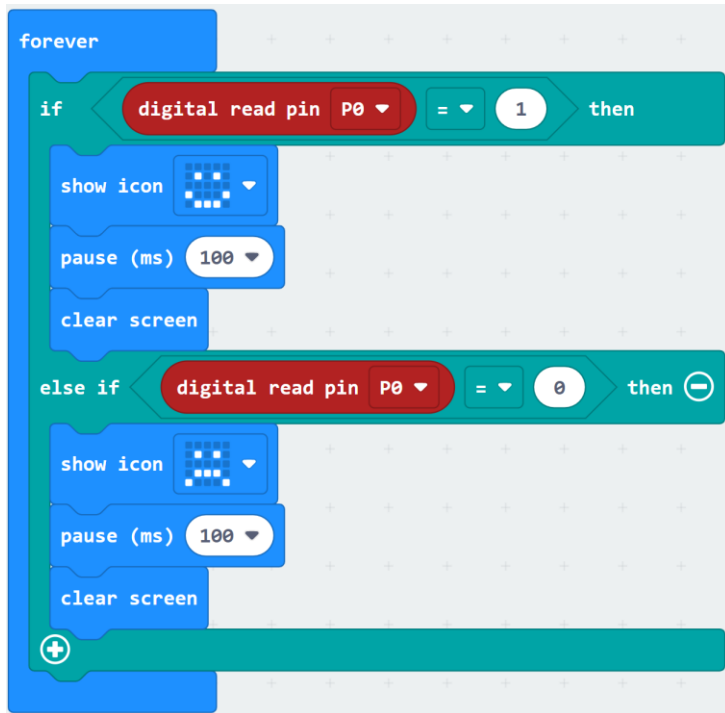 forever
if digital read pin P0 = 1 then
show icon
pause (ms) 100
clear screen
else if digital read pin P0 = 0 then
show icon
pause (ms) 100
clear screen